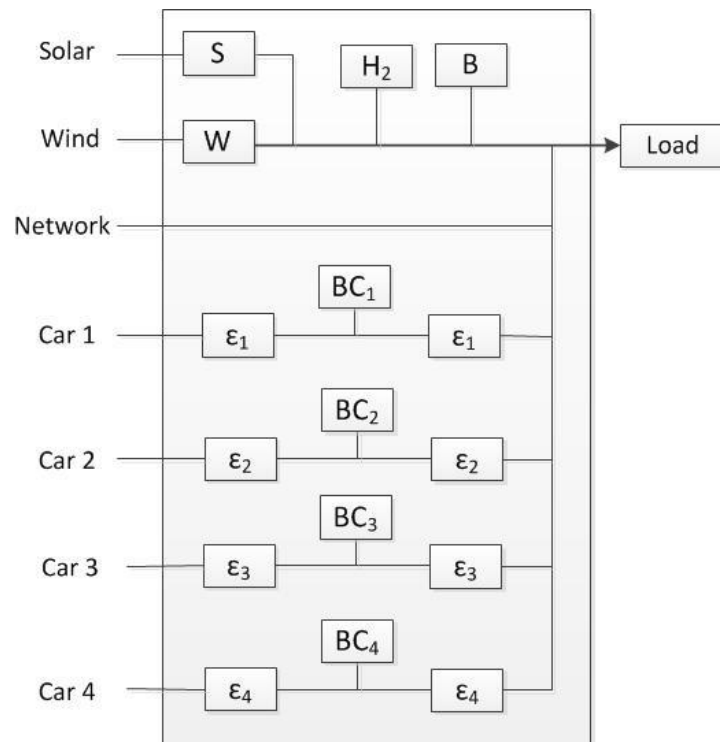 Solar
S
H₂
B
Wind
W
Load
Network
BC₁
Car 1
ε₁
ε₁
BC₂
Car 2
ε₂
ε₂
BC₃
Car 3
ε₃
ε₃
BC₄
Car 4
ε₄
ε₄